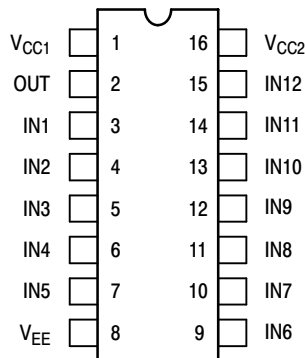 VCC1 1 16 VCC2
OUT 2 15 IN12
IN1 3 14 IN11
IN2 4 13 IN10
IN3 5 12 IN9
IN4 6 11 IN8
IN5 7 10 IN7
VEE 8 9 IN6